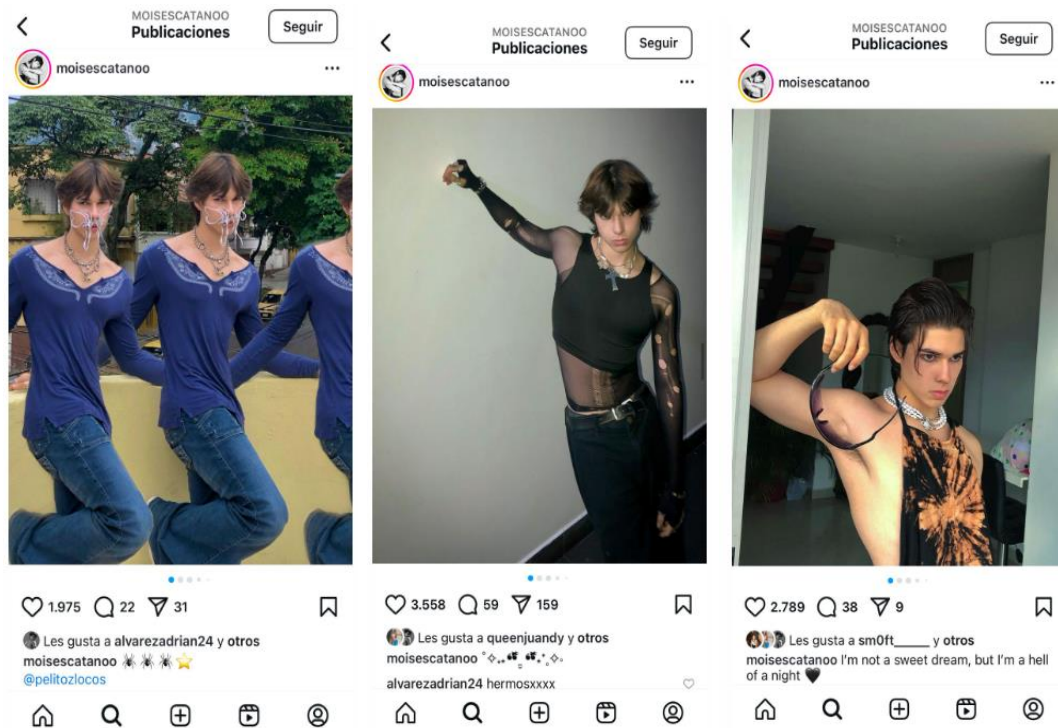 MOISESCATANOO
Publicaciones
Seguir
moisescatanoo
1.975 22 31
Les gusta a alvarezadrian24 y otros
moisescatanoo 🕷️🕷️🕷️⭐
@pelitozlocos
MOISESCATANOO
Publicaciones
Seguir
moisescatanoo
3.558 59 159
Les gusta a queenjuandy y otros
moisescatanoo
alvarezadrian24 hermosxxxx
MOISESCATANOO
Publicaciones
Seguir
moisescatanoo
2.789 38 9
Les gusta a sm0ft_____ y otros
moisescatanoo I'm not a sweet dream, but I'm a hell
of a night 🖤